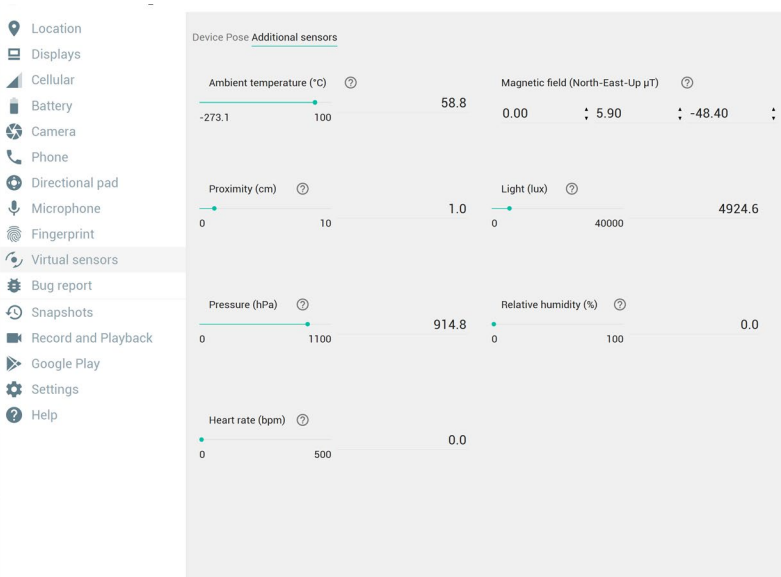 Location
Displays
Cellular
Battery
Camera
Phone
Directional pad
Microphone
Fingerprint
Virtual sensors
Bug report
Snapshots
Record and Playback
Google Play
Settings
Help
Device Pose Additional sensors
Ambient temperature (°C) ?
58.8
-273.1 100
Magnetic field (North-East-Up μT) ?
0.00 5.90 -48.40
Proximity (cm) ?
1.0
0 10
Light (lux) ?
4924.6
0 40000
Pressure (hPa) ?
914.8
0 1100
Relative humidity (%) ?
0.0
0 100
Heart rate (bpm) ?
0.0
0 500